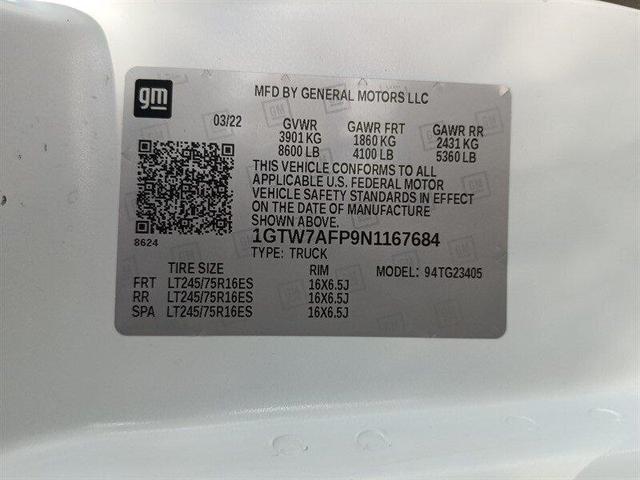 gm
MFD BY GENERAL MOTORS LLC
03/22 GVWR GAWR FRT GAWR RR
3901 KG 1860 KG 2431 KG
8600 LB 4100 LB 5360 LB
THIS VEHICLE CONFORMS TO ALL
APPLICABLE U.S. FEDERAL MOTOR
VEHICLE SAFETY STANDARDS IN EFFECT
ON THE DATE OF MANUFACTURE
SHOWN ABOVE.
8624
1GTW7AFP9N1167684
TYPE: TRUCK
TIRE SIZE RIM MODEL: 94TG23405
FRT LT245/75R16ES 16X6.5J
RR LT245/75R16ES 16X6.5J
SPA LT245/75R16ES 16X6.5J